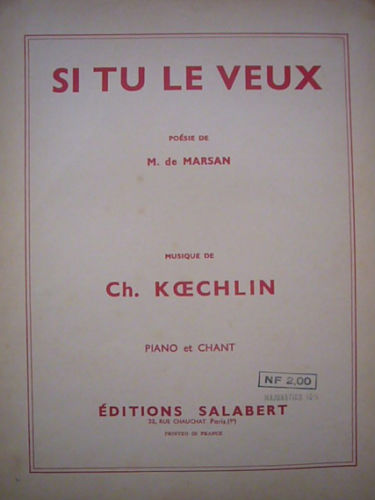 SI TU LE VEUX
POÉSIE DE
M. de MARSAN
MUSIQUE DE
Ch. KŒCHLIN
PIANO et CHANT
NF 2,00
ÉDITIONS SALABERT
22, RUE CHAUCHAT Paris (9e)
PRINTED IN FRANCE